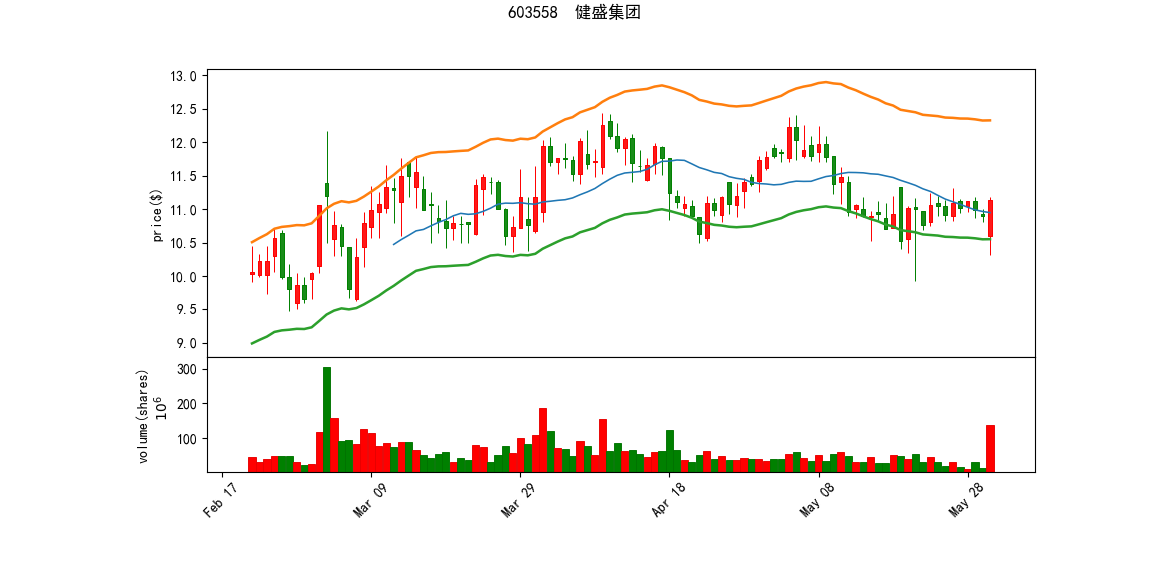 603558 健盛集团
13.0
12.5
12.0
11.5
11.0
10.5
10.0
9.5
9.0
price($)
300
200
100
volume(shares)
10^6
Feb 17
Mar 09
Mar 29
Apr 18
May 08
May 28